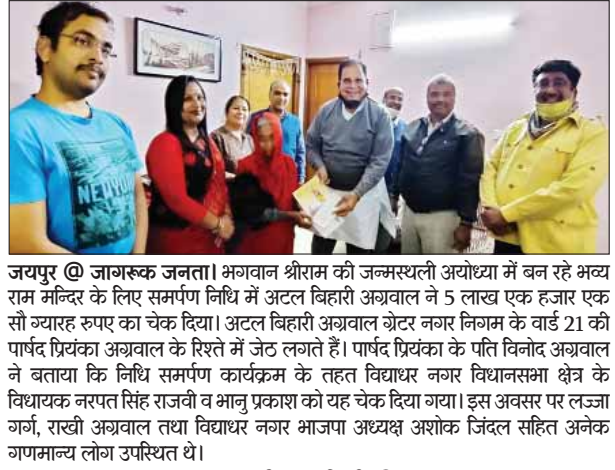 NEWYORK
जयपुर @ जागरूक जनता। भगवान श्रीराम की जन्मस्थली अयोध्या में बन रहे भव्य
राम मन्दिर के लिए समर्पण निधि में अटल बिहारी अग्रवाल ने 5 लाख एक हजार एक
सौ ग्यारह रुपए का चेक दिया। अटल बिहारी अग्रवाल ग्रेटर नगर निगम के वार्ड 21 की
पार्षद प्रियंका अग्रवाल के रिश्ते में जेठ लगते हैं। पार्षद प्रियंका के पति विनोद अग्रवाल
ने बताया कि निधि समर्पण कार्यक्रम के तहत विद्याधर नगर विधानसभा क्षेत्र के
विधायक नरपत सिंह राजवी व भानु प्रकाश को यह चेक दिया गया। इस अवसर पर लज्जा
गर्ग, राखी अग्रवाल तथा विद्याधर नगर भाजपा अध्यक्ष अशोक जिंदल सहित अनेक
गणमान्य लोग उपस्थित थे।